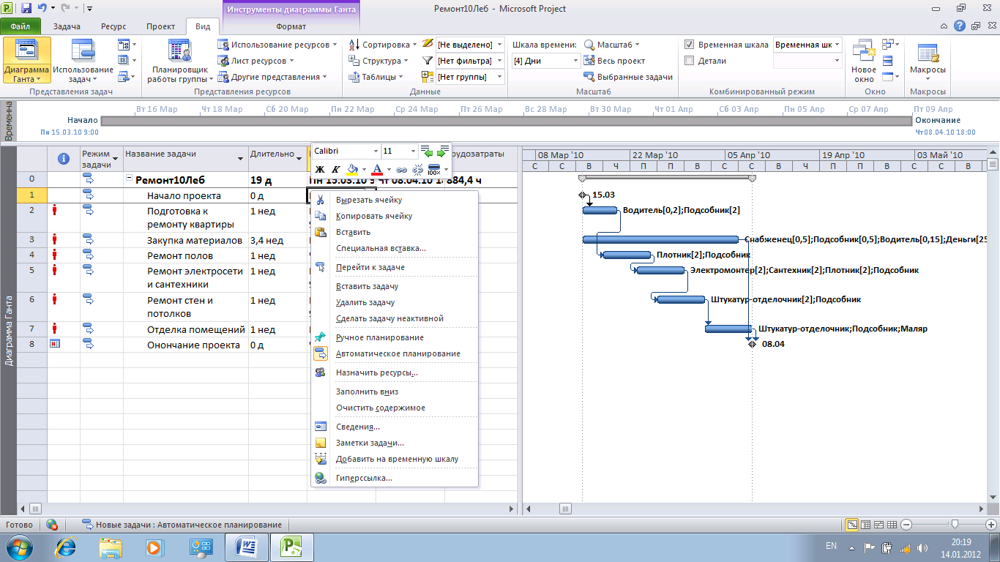 Инструменты диаграммы Ганта
Ремонт10Леб - Microsoft Project
Файл Задача Ресурс Проект Вид Формат
Диаграмма Ганта
Использование задач
Представления задач
Планировщик работы группы
Использование ресурсов
Лист ресурсов
Другие представления
Представления ресурсов
Сортировка
Структура
Таблицы
[Не выделено]
[Нет фильтра]
[Нет группы]
Данные
Шкала времени:
[4] Дни
Масштаб
Весь проект
Выбранные задачи
Масштаб
Временная шкала
Временная шк
Детали
Комбинированный режим
Новое окно
Окно
Макросы
Макросы
Временна
Вт 16 Мар Чт 18 Мар Сб 20 Мар Пн 22 Мар Ср 24 Мар Пт 26 Мар Вс 28 Мар Вт 30 Мар Чт 01 Апр Сб 03 Апр Пн 05 Апр Ср 07 Апр Пт 09 Апр
Начало
Пн 15.03.10 9:00
Окончание
Чт 08.04.10 18:00
Диаграмма Ганта
Режим задачи Название задачи Длительно рудозатраты
Calibri 11
Ж К
100%
0 Ремонт10Леб 19 д Пн 15.03.10 9 Чт 08.04.10 1 884,4 ч
1 Начало проекта 0 д
2 Подготовка к ремонту квартиры 1 нед
3 Закупка материалов 3,4 нед
4 Ремонт полов 1 нед
5 Ремонт электросети и сантехники 1 нед
6 Ремонт стен и потолков 1 нед
7 Отделка помещений 1 нед
8 Онончание проекта 0 д
Вырезать ячейку
Копировать ячейку
Вставить
Специальная вставка...
Перейти к задаче
Вставить задачу
Удалить задачу
Сделать задачу неактивной
Ручное планирование
Автоматическое планирование
Назначить ресурсы...
Заполнить вниз
Очистить содержимое
Сведения...
Заметки задачи...
Добавить на временную шкалу
Гиперссылка...
08 Мар '10 22 Мар '10 05 Апр '10 19 Апр '10 03 Май '10
С С В Ч П П В С С В Ч П П В С С В
15.03
Водитель[0,2];Подсобник[2]
Снабженец[0,5];Подсобник[0,5];Водитель[0,15];Деньги[25
Плотник[2];Подсобник
Электромонтер[2];Сантехник[2];Плотник[2];Подсобник
Штукатур-отделочник[2];Подсобник
Штукатур-отделочник;Подсобник;Маляр
08.04
Готово
Новые задачи : Автоматическое планирование
EN
20:19
14.01.2012